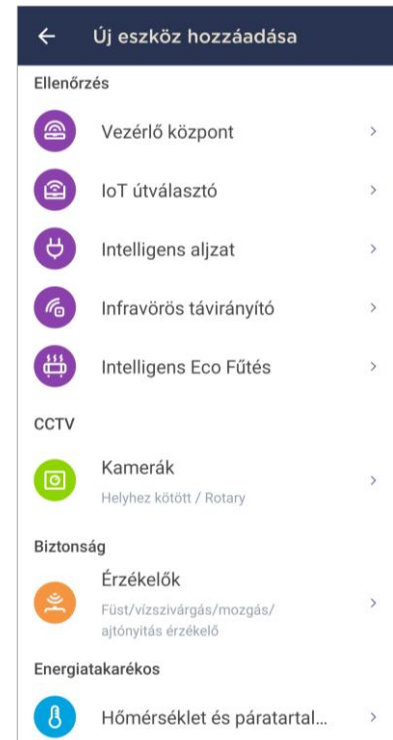 Új eszköz hozzáadása
Ellenőrzés
Vezérlő központ
IoT útválasztó
Intelligens aljzat
Infravörös távirányító
Intelligens Eco Fűtés
CCTV
Kamerák
Helyhez kötött / Rotary
Biztonság
Érzékelők
Füst/vízszivárgás/mozgás/
ajtónyitás érzékelő
Energiatakarékos
Hőmérséklet és páratartal...